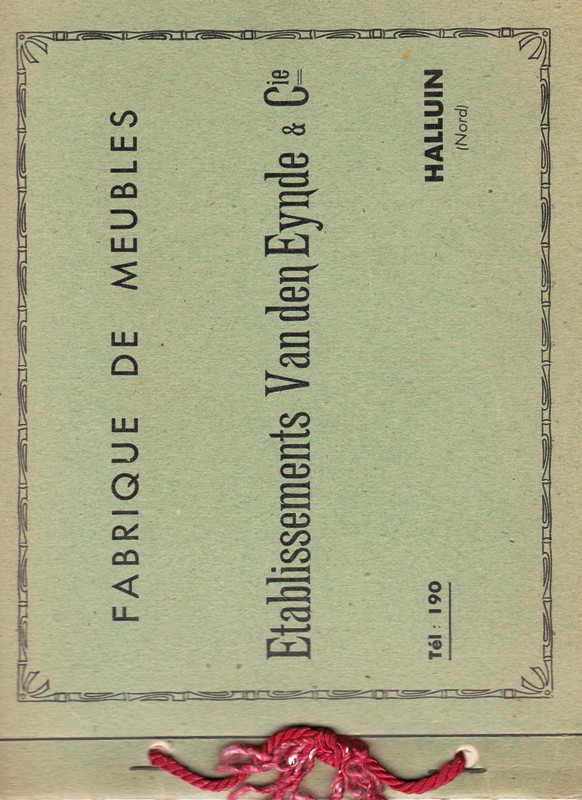 FABRIQUE DE MEUBLES
Etablissements Van den Eynde & Cie
Tél : 190
HALLUIN
(Nord)